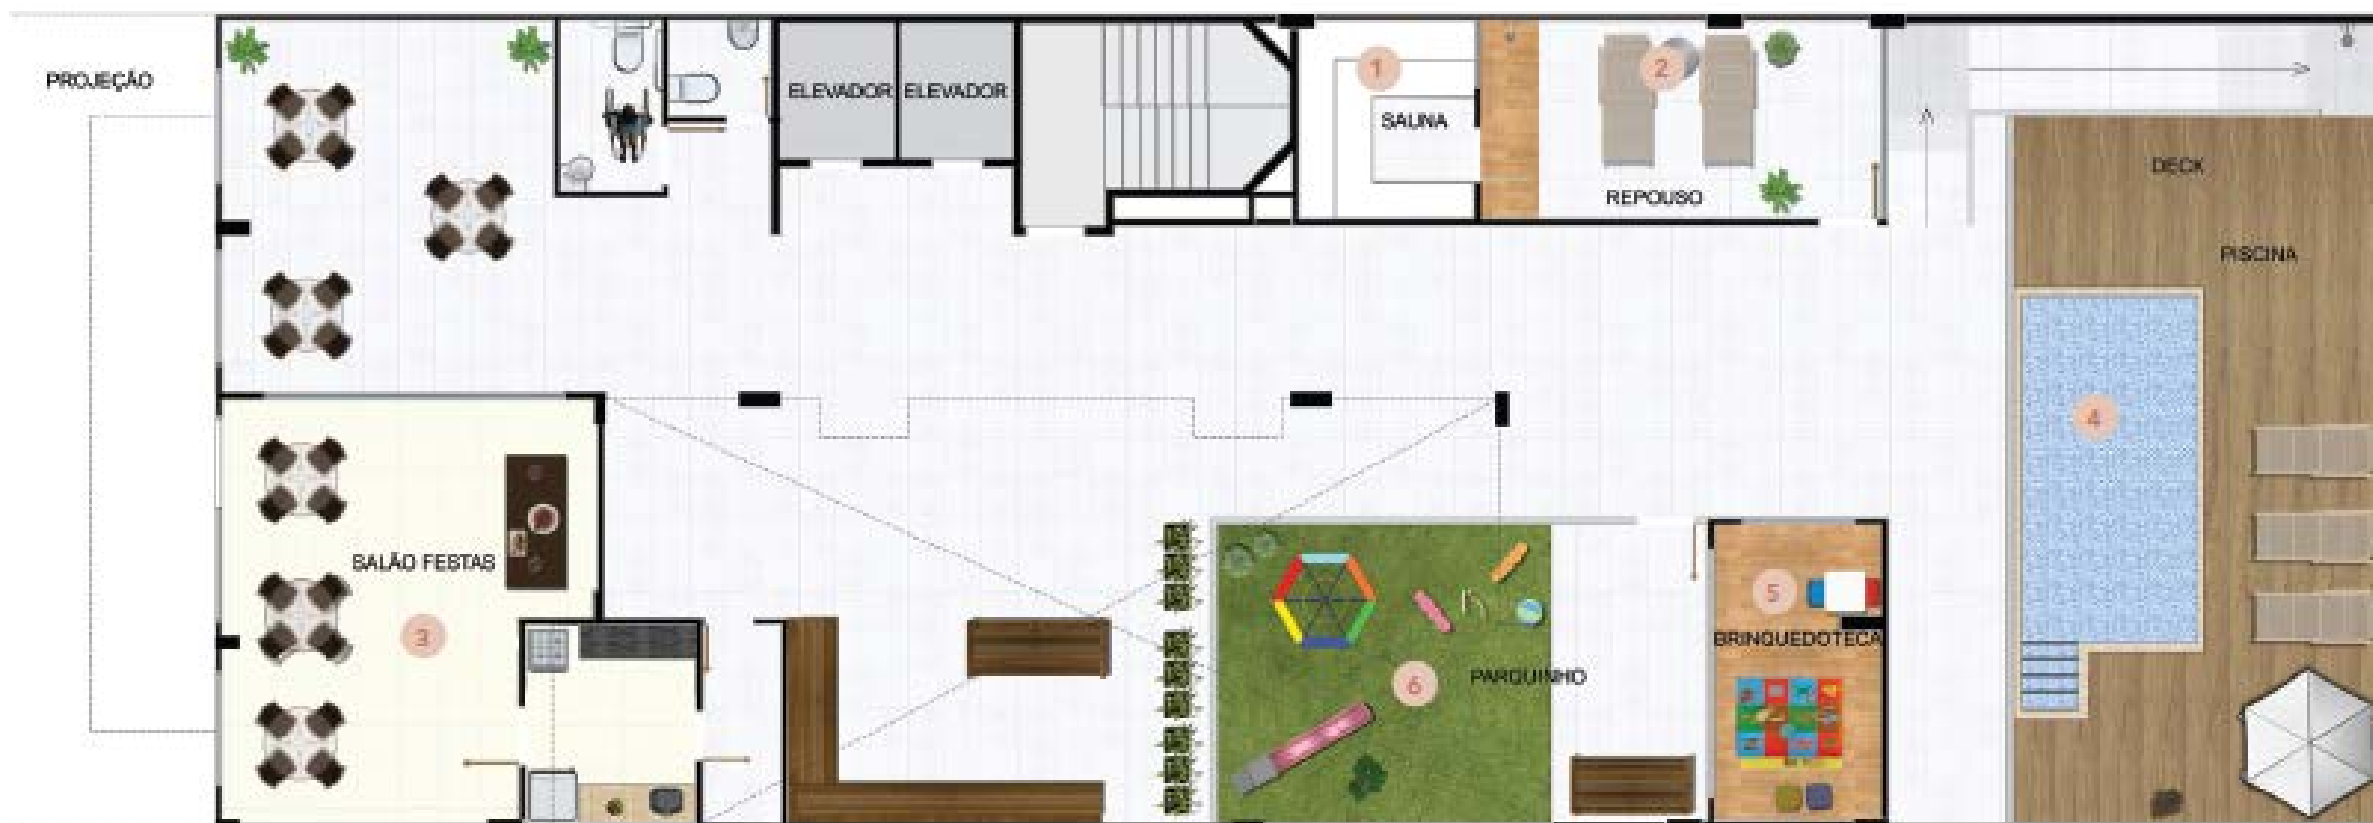 PROJEÇÃO
ELEVADOR
ELEVADOR
1
SAUNA
2
REPOUSO
DECK
PISCINA
4
SALÃO FESTAS
3
5
BRINQUEDOTECA
6
PARQUINHO